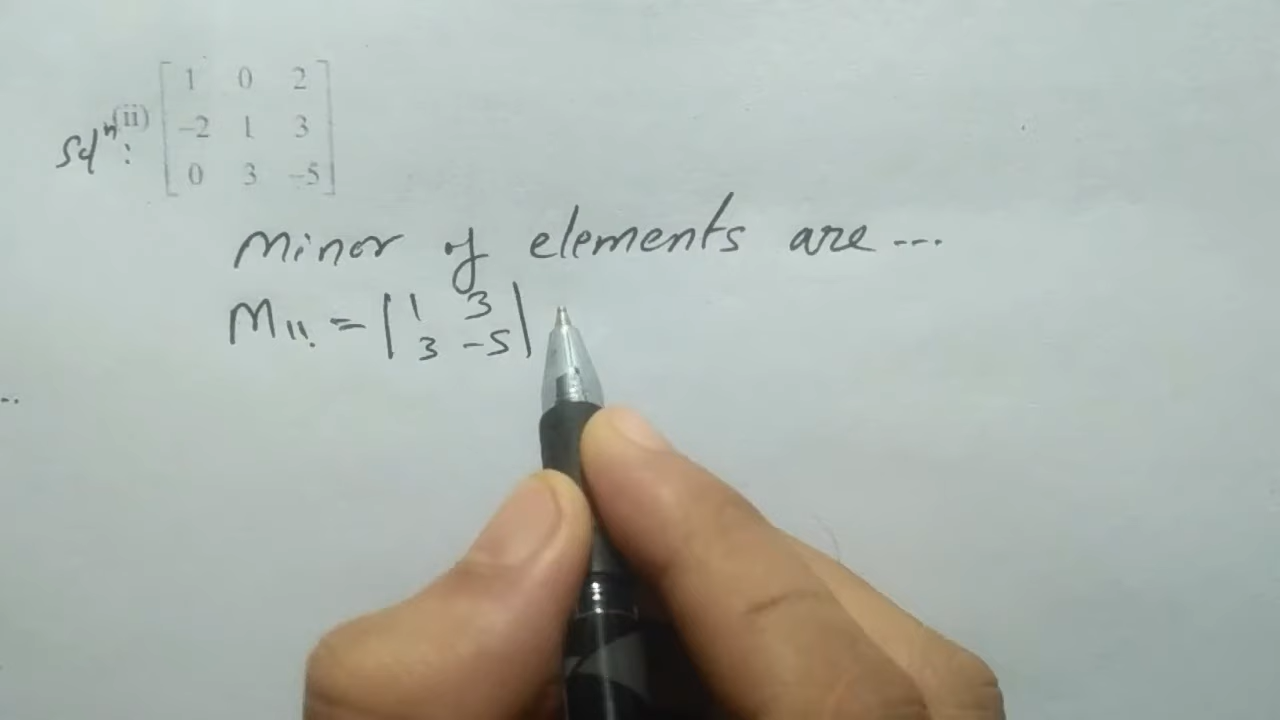 Solⁿ: (ii) [ 1 0 2
-2 1 3
0 3 -5 ]
Minor of elements are ...
M₁₁. = | 1 3
3 -5 |
...